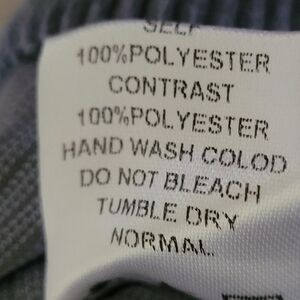 SELF
100%POLYESTER
CONTRAST
100%POLYESTER
HAND WASH COLOD
DO NOT BLEACH
TUMBLE DRY
NORMAL